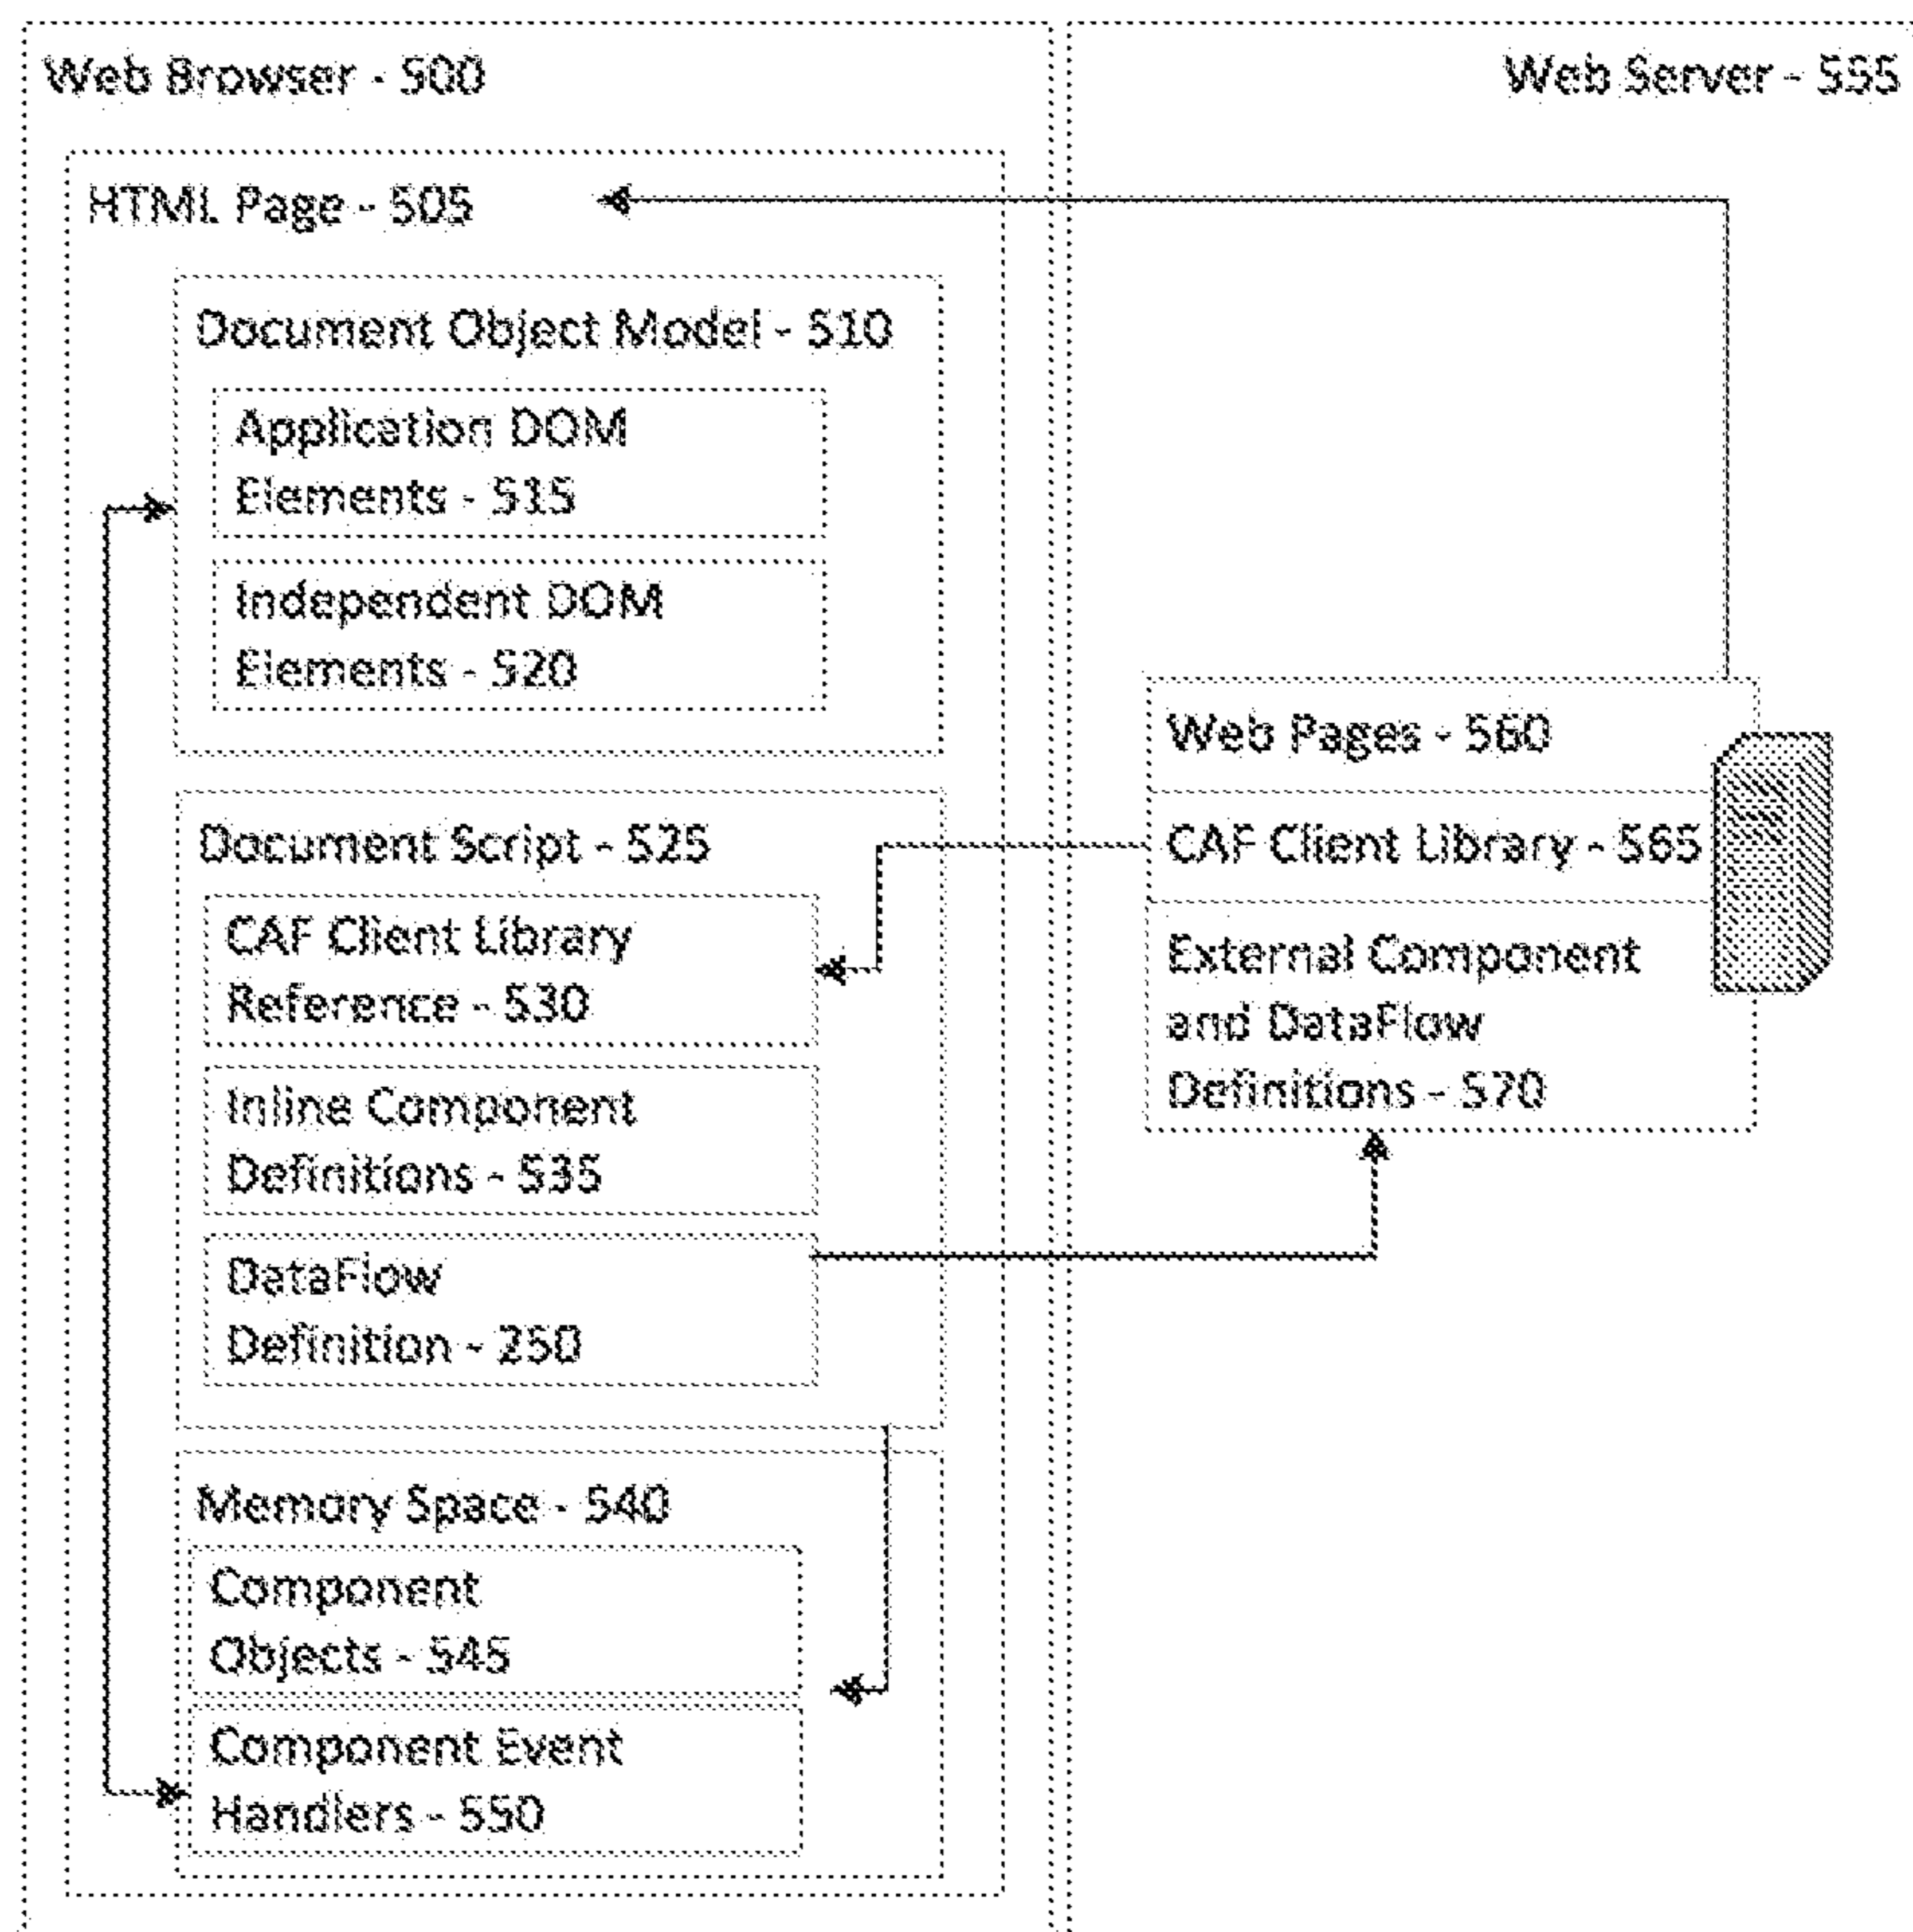 Web Browser - 500
Web Server - 555
HTML Page - 505
Document Object Model - 510
Application DOM
Elements - 515
Independent DOM
Elements - 520
Document Script - 525
CAF Client Library
Reference - 530
Inline Component
Definitions - 535
DataFlow
Definition - 250
Memory Space - 540
Component
Objects - 545
Component Event
Handlers - 550
Web Pages - 560
CAF Client Library - 565
External Component
and DataFlow
Definitions - 570